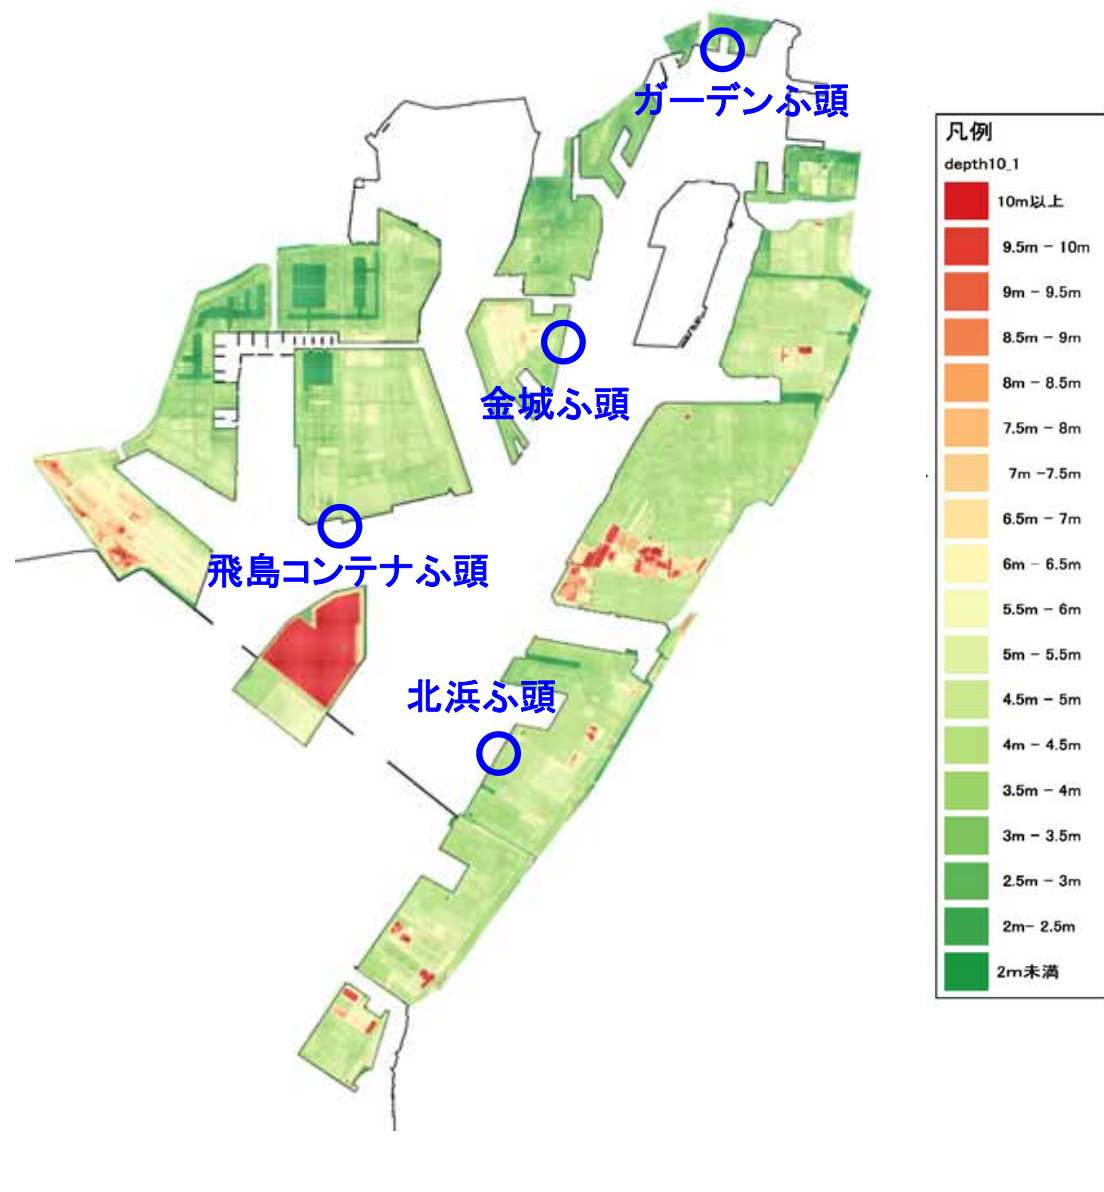 ガーデンふ頭
金城ふ頭
飛島コンテナふ頭
北浜ふ頭
凡例
depth10_1
10m以上
9.5m - 10m
9m - 9.5m
8.5m - 9m
8m - 8.5m
7.5m - 8m
7m -7.5m
6.5m - 7m
6m - 6.5m
5.5m - 6m
5m - 5.5m
4.5m - 5m
4m - 4.5m
3.5m - 4m
3m - 3.5m
2.5m - 3m
2m- 2.5m
2m未満